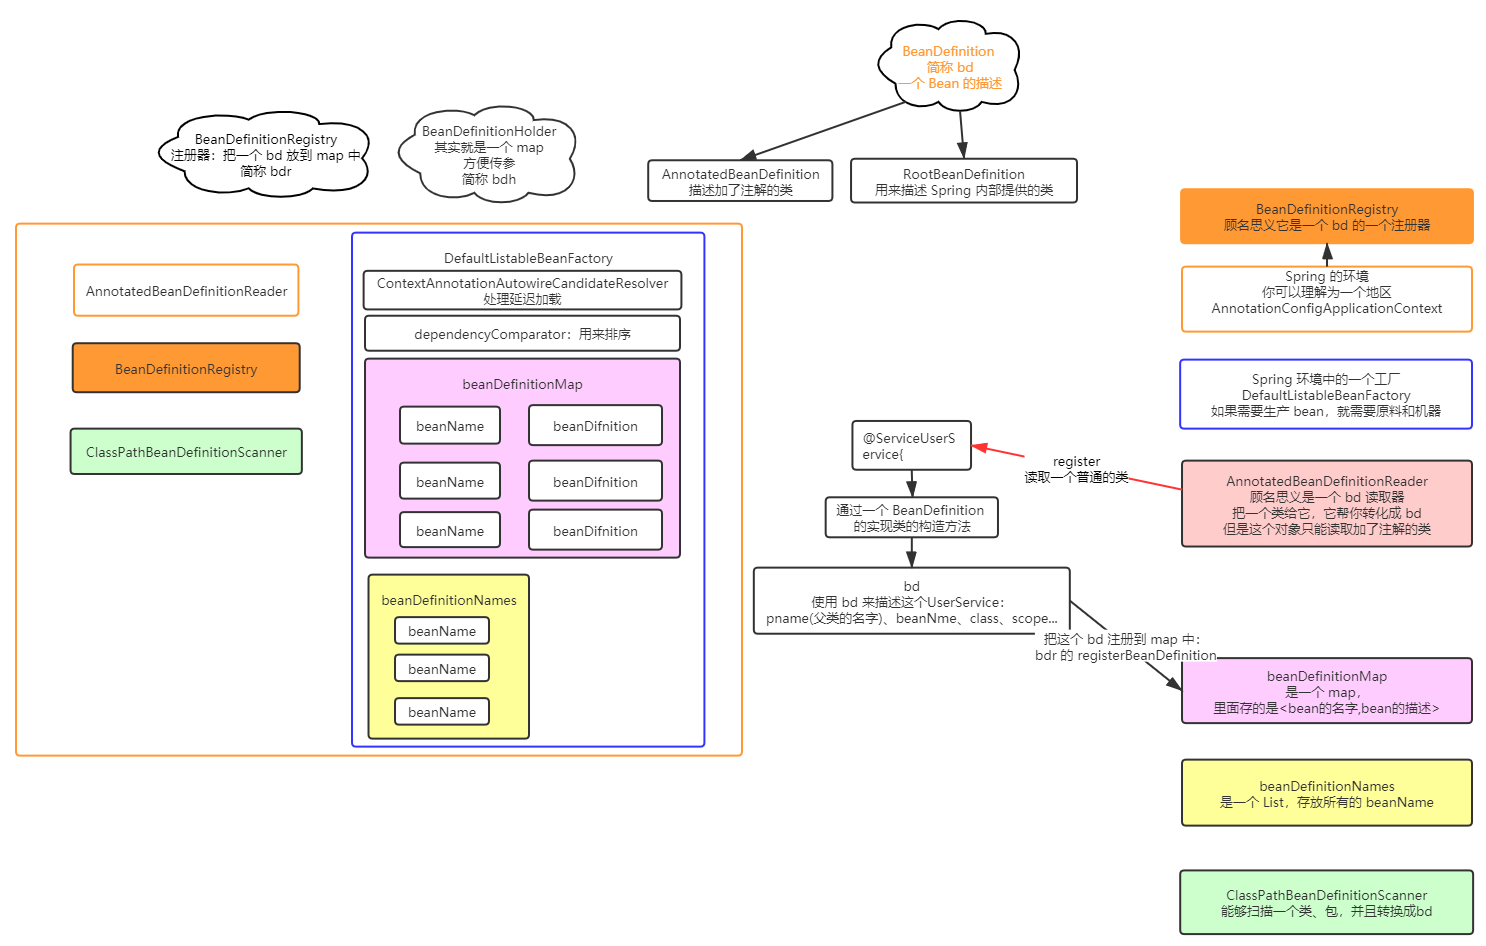 BeanDefinition
简称 bd
一个 Bean 的描述
BeanDefinitionRegistry
注册器：把一个 bd 放到 map 中
简称 bdr
BeanDefinitionHolder
其实就是一个 map
方便传参
简称 bdh
AnnotatedBeanDefinition
描述加了注解的类
RootBeanDefinition
用来描述 Spring 内部提供的类
AnnotatedBeanDefinitionReader
BeanDefinitionRegistry
ClassPathBeanDefinitionScanner
DefaultListableBeanFactory
ContextAnnotationAutowireCandidateResolver
处理延迟加载
dependencyComparator：用来排序
beanDefinitionMap
beanName
beanDifnition
beanName
beanDifnition
beanName
beanDifnition
beanDefinitionNames
beanName
beanName
beanName
@ServiceUserS
ervice{
register
读取一个普通的类
通过一个 BeanDefinition
的实现类的构造方法
bd
使用 bd 来描述这个UserService：
pname(父类的名字)、beanNme、class、scope...
把这个 bd 注册到 map 中：
bdr 的 registerBeanDefinition
BeanDefinitionRegistry
顾名思义它是一个 bd 的一个注册器
Spring 的环境
你可以理解为一个地区
AnnotationConfigApplicationContext
Spring 环境中的一个工厂
DefaultListableBeanFactory
如果需要生产 bean，就需要原料和机器
AnnotatedBeanDefinitionReader
顾名思义是一个 bd 读取器
把一个类给它，它帮你转化成 bd
但是这个对象只能读取加了注解的类
beanDefinitionMap
是一个 map，
里面存的是<bean的名字,bean的描述>
beanDefinitionNames
是一个 List，存放所有的 beanName
ClassPathBeanDefinitionScanner
能够扫描一个类、包，并且转换成bd